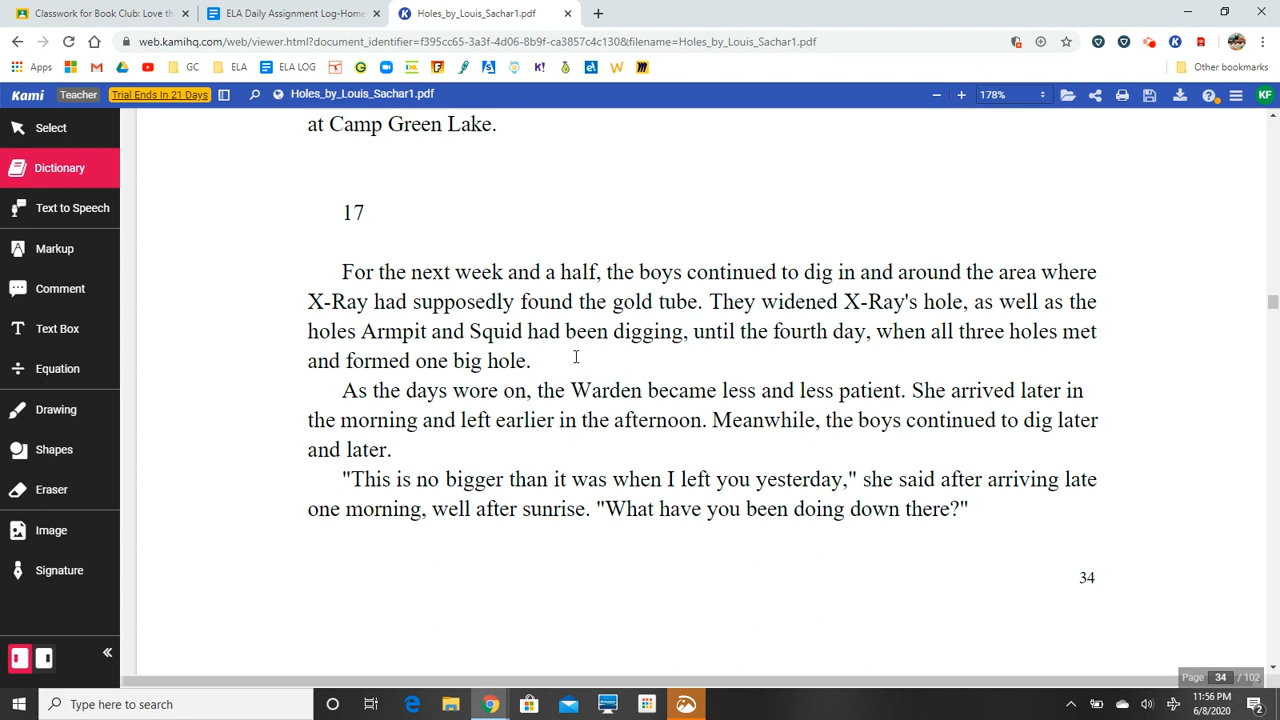 Classwork for Book Club: Love th
ELA Daily Assignment Log-Home
Holes_by_Louis_Sachar1.pdf
web.kamihq.com/web/viewer.html?document_identifier=f395cc65-3a3f-4d06-8b9f-ca3857c4c130&filename=Holes_by_Louis_Sachar1.pdf
Apps
GC
ELA
ELA LOG
Other bookmarks
Kami
Teacher
Trial Ends In 21 Days
Holes_by_Louis_Sachar1.pdf
178%
KF
Select
Dictionary
Text to Speech
Markup
Comment
Text Box
Equation
Drawing
Shapes
Eraser
Image
Signature
at Camp Green Lake.
17
For the next week and a half, the boys continued to dig in and around the area where
X-Ray had supposedly found the gold tube. They widened X-Ray's hole, as well as the
holes Armpit and Squid had been digging, until the fourth day, when all three holes met
and formed one big hole.
As the days wore on, the Warden became less and less patient. She arrived later in
the morning and left earlier in the afternoon. Meanwhile, the boys continued to dig later
and later.
"This is no bigger than it was when I left you yesterday," she said after arriving late
one morning, well after sunrise. "What have you been doing down there?"
34
Page 34 / 102
Type here to search
11:56 PM
6/8/2020
2